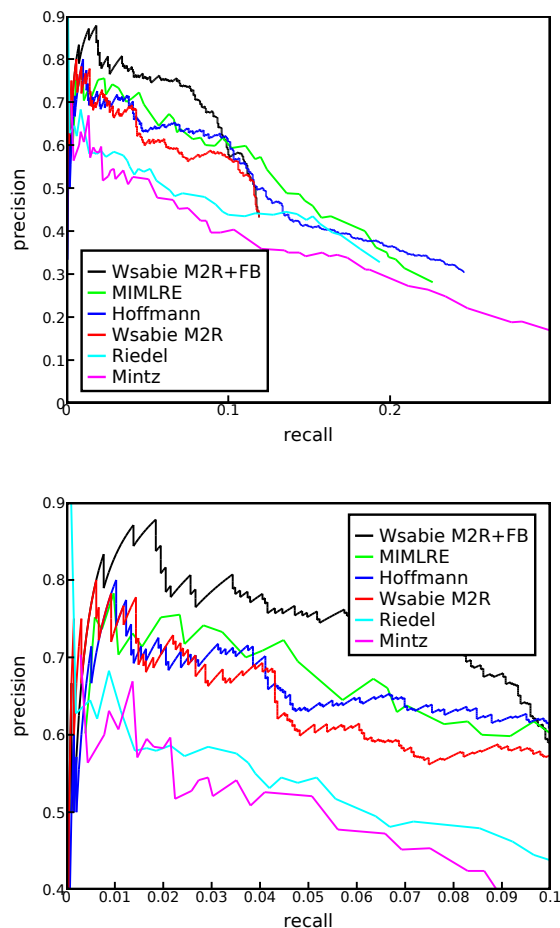 0.9
0.8
0.7
0.6
precision
0.5
0.4
0.3
0.2
0.1
0
Wsabie M2R+FB
MIMLRE
Hoffmann
Wsabie M2R
Riedel
Mintz
0 0.1 0.2
recall
0.9
0.8
precision
0.7
0.6
0.5
0.4
Wsabie M2R+FB
MIMLRE
Hoffmann
Wsabie M2R
Riedel
Mintz
0 0.01 0.02 0.03 0.04 0.05 0.06 0.07 0.08 0.09 0.1
recall